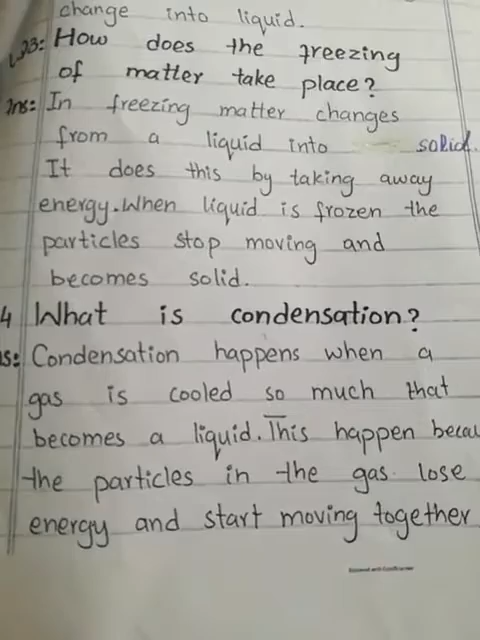 change into liquid.
Q3: How does the freezing
of matter take place?
Ans: In freezing matter changes
from a liquid into solid.
It does this by taking away
energy. When liquid is frozen the
particles stop moving and
becomes solid.
4 What is condensation?
s: Condensation happens when a
gas is cooled so much that
becomes a liquid. This happen becau
the particles in the gas lose
energy and start moving together